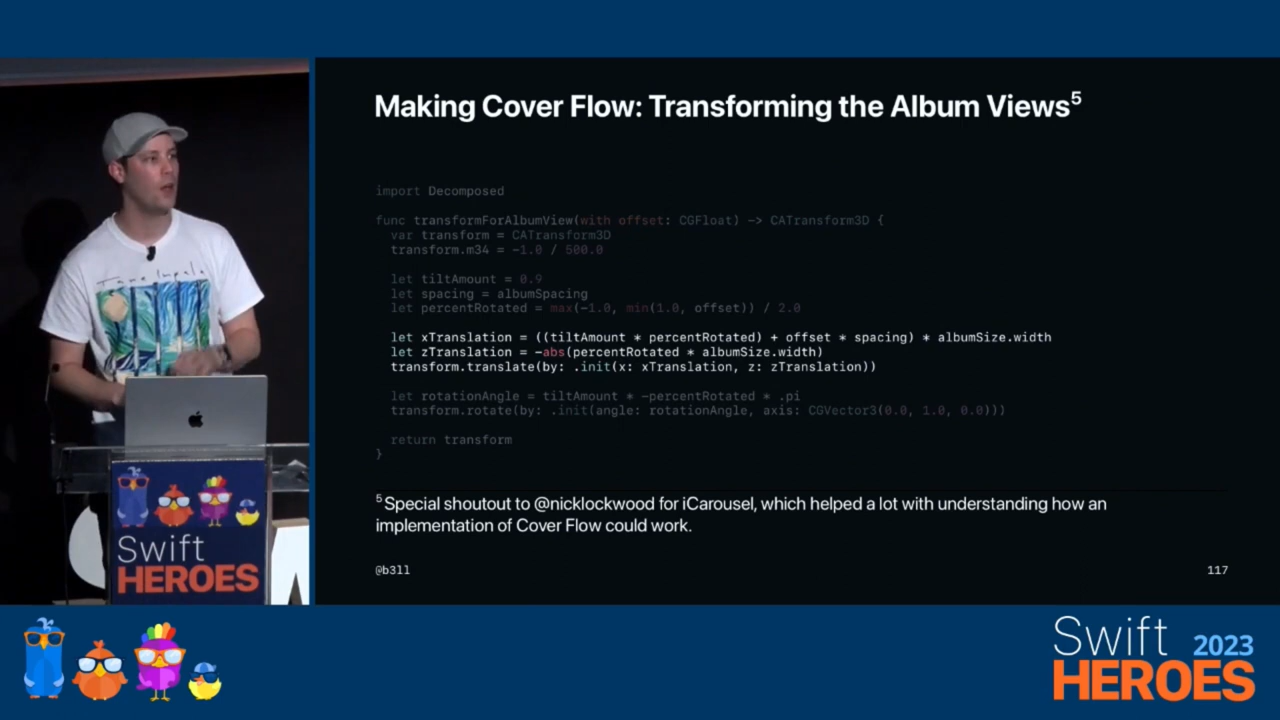 Making Cover Flow: Transforming the Album Views⁵
import Decomposed
func transformForAlbumView(with offset: CGFloat) -> CATransform3D {
  var transform = CATransform3D
  transform.m34 = -1.0 / 500.0
  let tiltAmount = 0.9
  let spacing = albumSpacing
  let percentRotated = max(-1.0, min(1.0, offset)) / 2.0
  let xTranslation = ((tiltAmount * percentRotated) + offset * spacing) * albumSize.width
  let zTranslation = -abs(percentRotated * albumSize.width)
  transform.translate(by: .init(x: xTranslation, z: zTranslation))
  let rotationAngle = tiltAmount * -percentRotated * .pi
  transform.rotate(by: .init(angle: rotationAngle, axis: CGVector3(0.0, 1.0, 0.0)))
  return transform
}
⁵ Special shoutout to @nicklockwood for iCarousel, which helped a lot with understanding how an
implementation of Cover Flow could work.
@b3ll
117
Tame Impala
Swift
HEROES
Swift 2023
HEROES